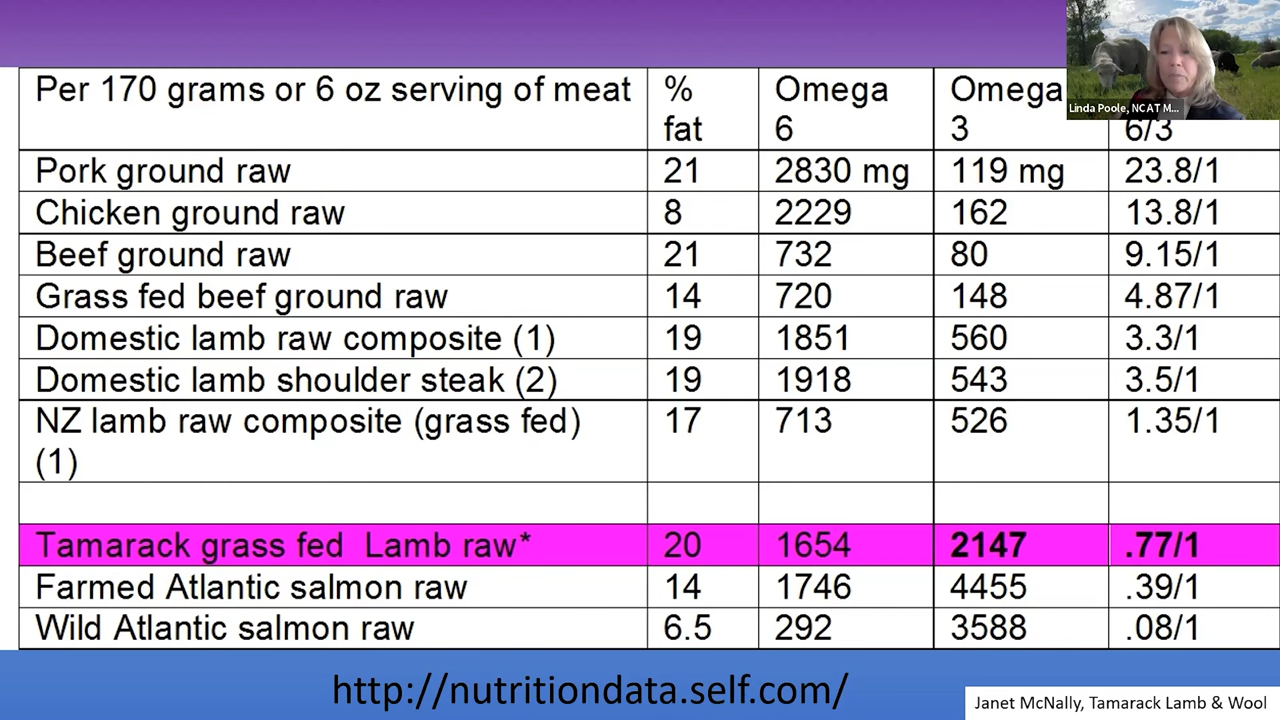 Per 170 grams or 6 oz serving of meat % fat Omega 6 Omega 3 6/3
Linda Poole, NCAT M...
Pork ground raw 21 2830 mg 119 mg 23.8/1
Chicken ground raw 8 2229 162 13.8/1
Beef ground raw 21 732 80 9.15/1
Grass fed beef ground raw 14 720 148 4.87/1
Domestic lamb raw composite (1) 19 1851 560 3.3/1
Domestic lamb shoulder steak (2) 19 1918 543 3.5/1
NZ lamb raw composite (grass fed) (1) 17 713 526 1.35/1
Tamarack grass fed Lamb raw* 20 1654 2147 .77/1
Farmed Atlantic salmon raw 14 1746 4455 .39/1
Wild Atlantic salmon raw 6.5 292 3588 .08/1
http://nutritiondata.self.com/
Janet McNally, Tamarack Lamb & Wool